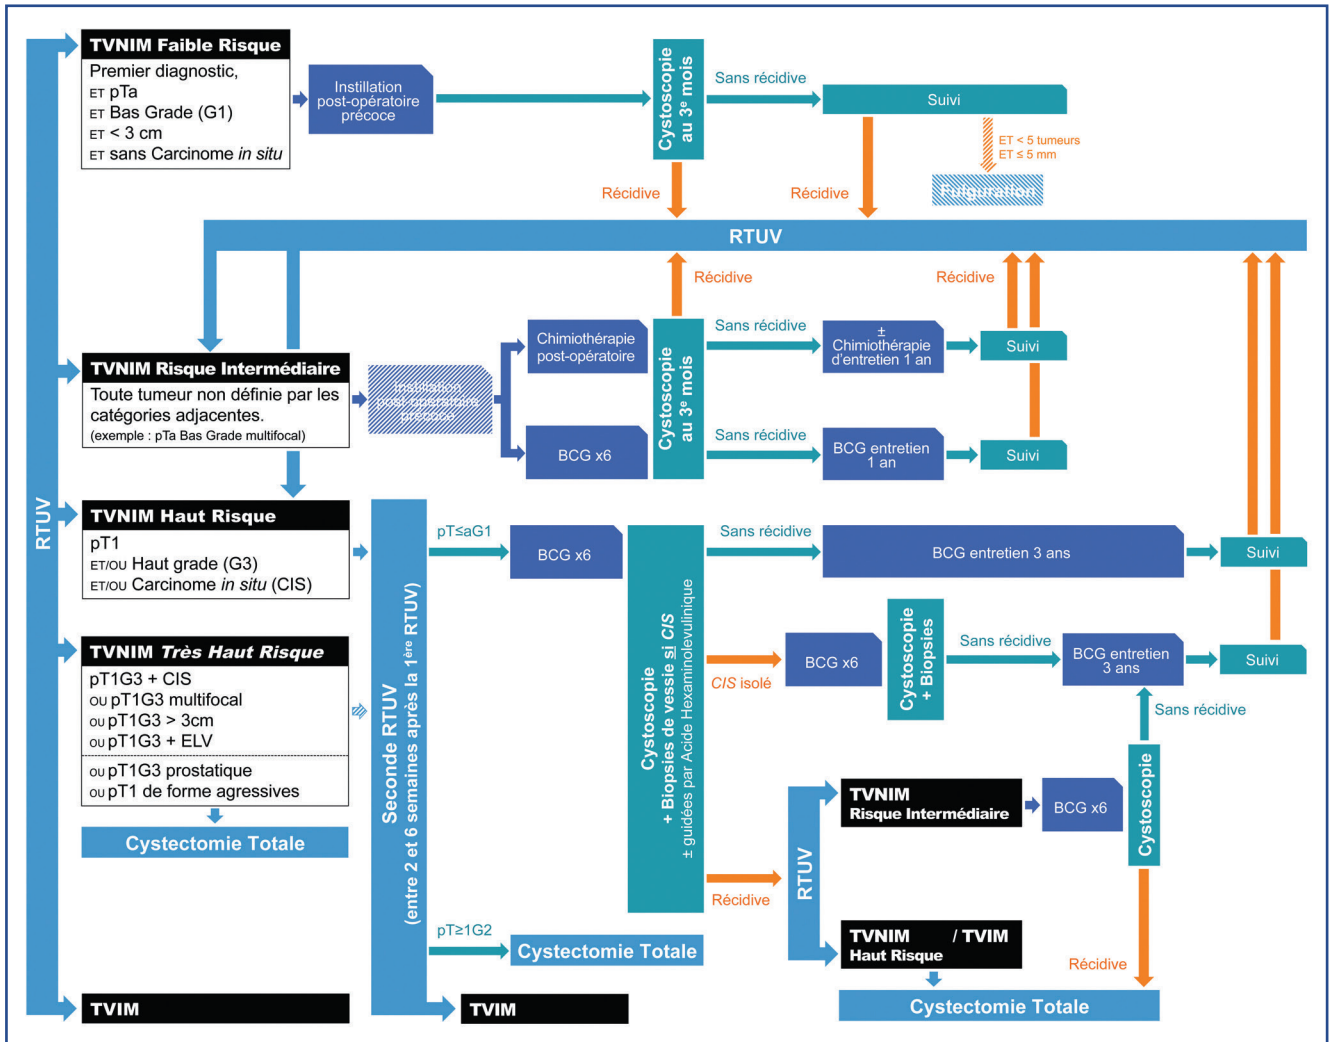 TVNIM Faible Risque
Premier diagnostic,
ET pTa
ET Bas Grade (G1)
ET < 3 cm
ET sans Carcinome in situ
Instillation
post-opératoire
précoce
Cystoscopie
au 3e mois
Sans récidive
Suivi
ET < 5 tumeurs
ET ≤ 5 mm
Fulguration
Récidive
Récidive
RTUV
Récidive
Récidive
RTUV
TVNIM Risque Intermédiaire
Toute tumeur non définie par les
catégories adjacentes.
(exemple : pTa Bas Grade multifocal)
Instillation
post-opératoire
précoce
Chimiothérapie
post-opératoire
BCG x6
Cystoscopie
au 3e mois
Sans récidive
±
Chimiothérapie
d'entretien 1 an
Suivi
Sans récidive
BCG entretien
1 an
Suivi
TVNIM Haut Risque
pT1
ET/OU Haut grade (G3)
ET/OU Carcinome in situ (CIS)
TVNIM Très Haut Risque
pT1G3 + CIS
OU pT1G3 multifocal
OU pT1G3 > 3cm
OU pT1G3 + ELV
OU pT1G3 prostatique
OU pT1 de forme agressives
Cystectomie Totale
TVIM
Seconde RTUV
(entre 2 et 6 semaines après la 1ère RTUV)
pT≤aG1
BCG x6
pT≥1G2
Cystectomie Totale
TVIM
Cystoscopie
+ Biopsies de vessie si CIS
± guidées par Acide Hexaminolevulinique
Sans récidive
BCG entretien 3 ans
Suivi
CIS isolé
BCG x6
Cystoscopie
+ Biopsies
Sans récidive
BCG entretien
3 ans
Suivi
Sans récidive
Récidive
RTUV
TVNIM
Risque Intermédiaire
BCG x6
Cystoscopie
TVNIM / TVIM
Haut Risque
Récidive
Cystectomie Totale